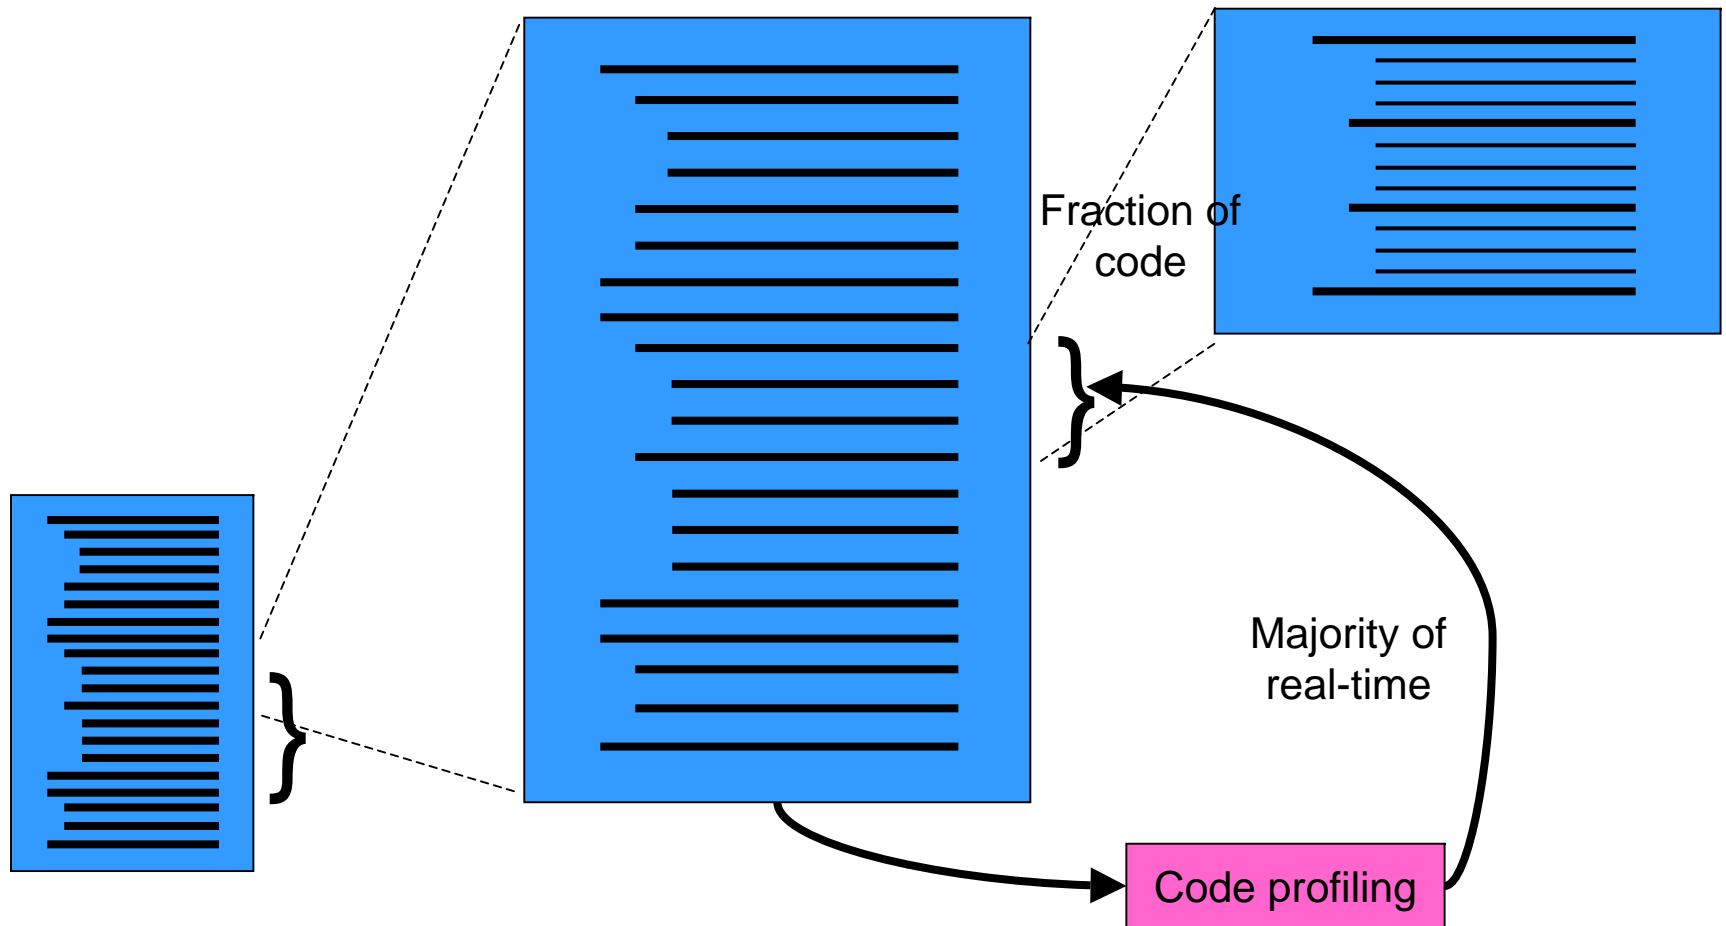 Fraction of
code
Majority of
real-time
Code profiling